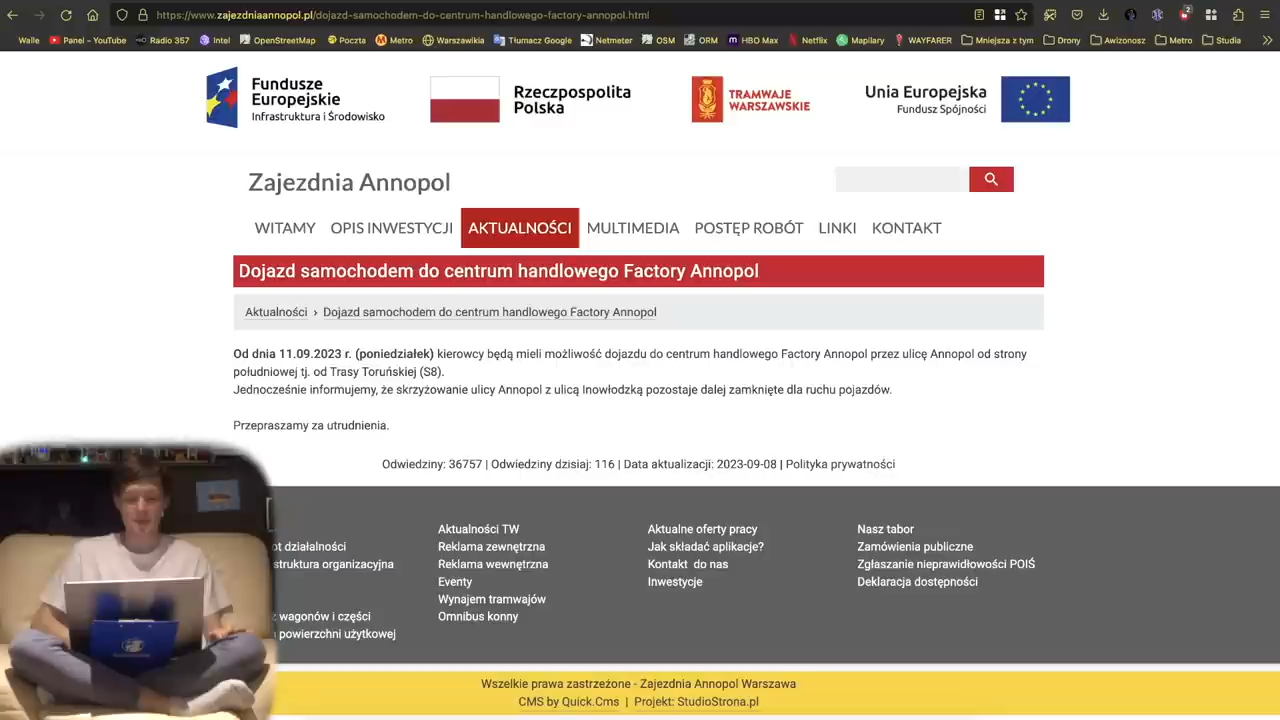 https://www.zajezdniaannopol.pl/dojazd-samochodem-do-centrum-handlowego-factory-annopol.html
2
Walle Panel - YouTube Radio 357 Intel OpenStreetMap Poczta Metro Warszawikia Tłumacz Google Netmeter OSM ORM HBO Max Netflix Mapilary WAYFARER Mniejsza z tym Drony Awizonosz Metro Studia
Fundusze
Europejskie
Infrastruktura i Środowisko
Rzeczpospolita
Polska
TRAMWAJE
WARSZAWSKIE
Unia Europejska
Fundusz Spójności
Zajezdnia Annopol
WITAMY OPIS INWESTYCJI AKTUALNOŚCI MULTIMEDIA POSTĘP ROBÓT LINKI KONTAKT
Dojazd samochodem do centrum handlowego Factory Annopol
Aktualności › Dojazd samochodem do centrum handlowego Factory Annopol
Od dnia 11.09.2023 r. (poniedziałek) kierowcy będą mieli możliwość dojazdu do centrum handlowego Factory Annopol przez ulicę Annopol od strony
południowej tj. od Trasy Toruńskiej (S8).
Jednocześnie informujemy, że skrzyżowanie ulicy Annopol z ulicą Inowłodzką pozostaje dalej zamknięte dla ruchu pojazdów.
Przepraszamy za utrudnienia.
Odwiedziny: 36757 | Odwiedziny dzisiaj: 116 | Data aktualizacji: 2023-09-08 | Polityka prywatności
ot działalności
struktura organizacyjna
ż wagonów i części
powierzchni użytkowej
Aktualności TW
Reklama zewnętrzna
Reklama wewnętrzna
Eventy
Wynajem tramwajów
Omnibus konny
Aktualne oferty pracy
Jak składać aplikacje?
Kontakt do nas
Inwestycje
Nasz tabor
Zamówienia publiczne
Zgłaszanie nieprawidłowości POIŚ
Deklaracja dostępności
Wszelkie prawa zastrzeżone - Zajezdnia Annopol Warszawa
CMS by Quick.Cms | Projekt: StudioStrona.pl